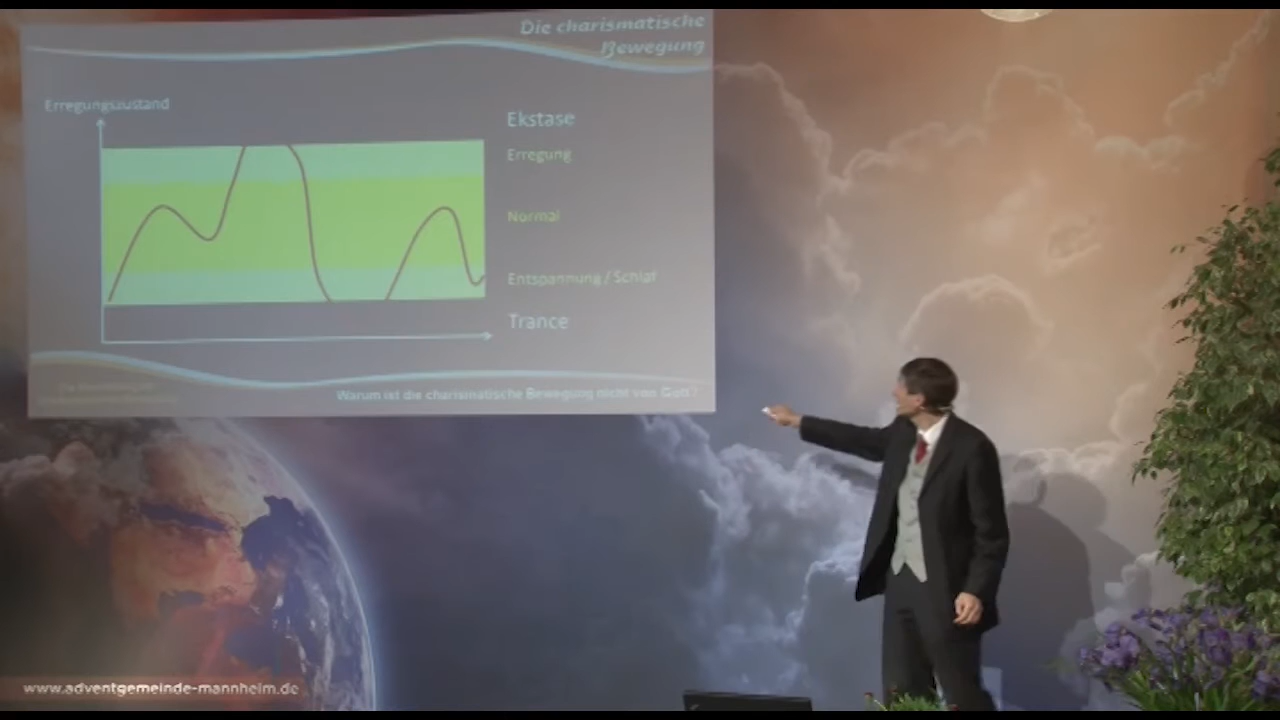 Die charismatische
Bewegung
Erregungszustand
Ekstase
Erregung
Normal
Entspannung / Schlaf
Trance
Warum ist die charismatische Bewegung nicht von Gott?
www.adventgemeinde-mannheim.de